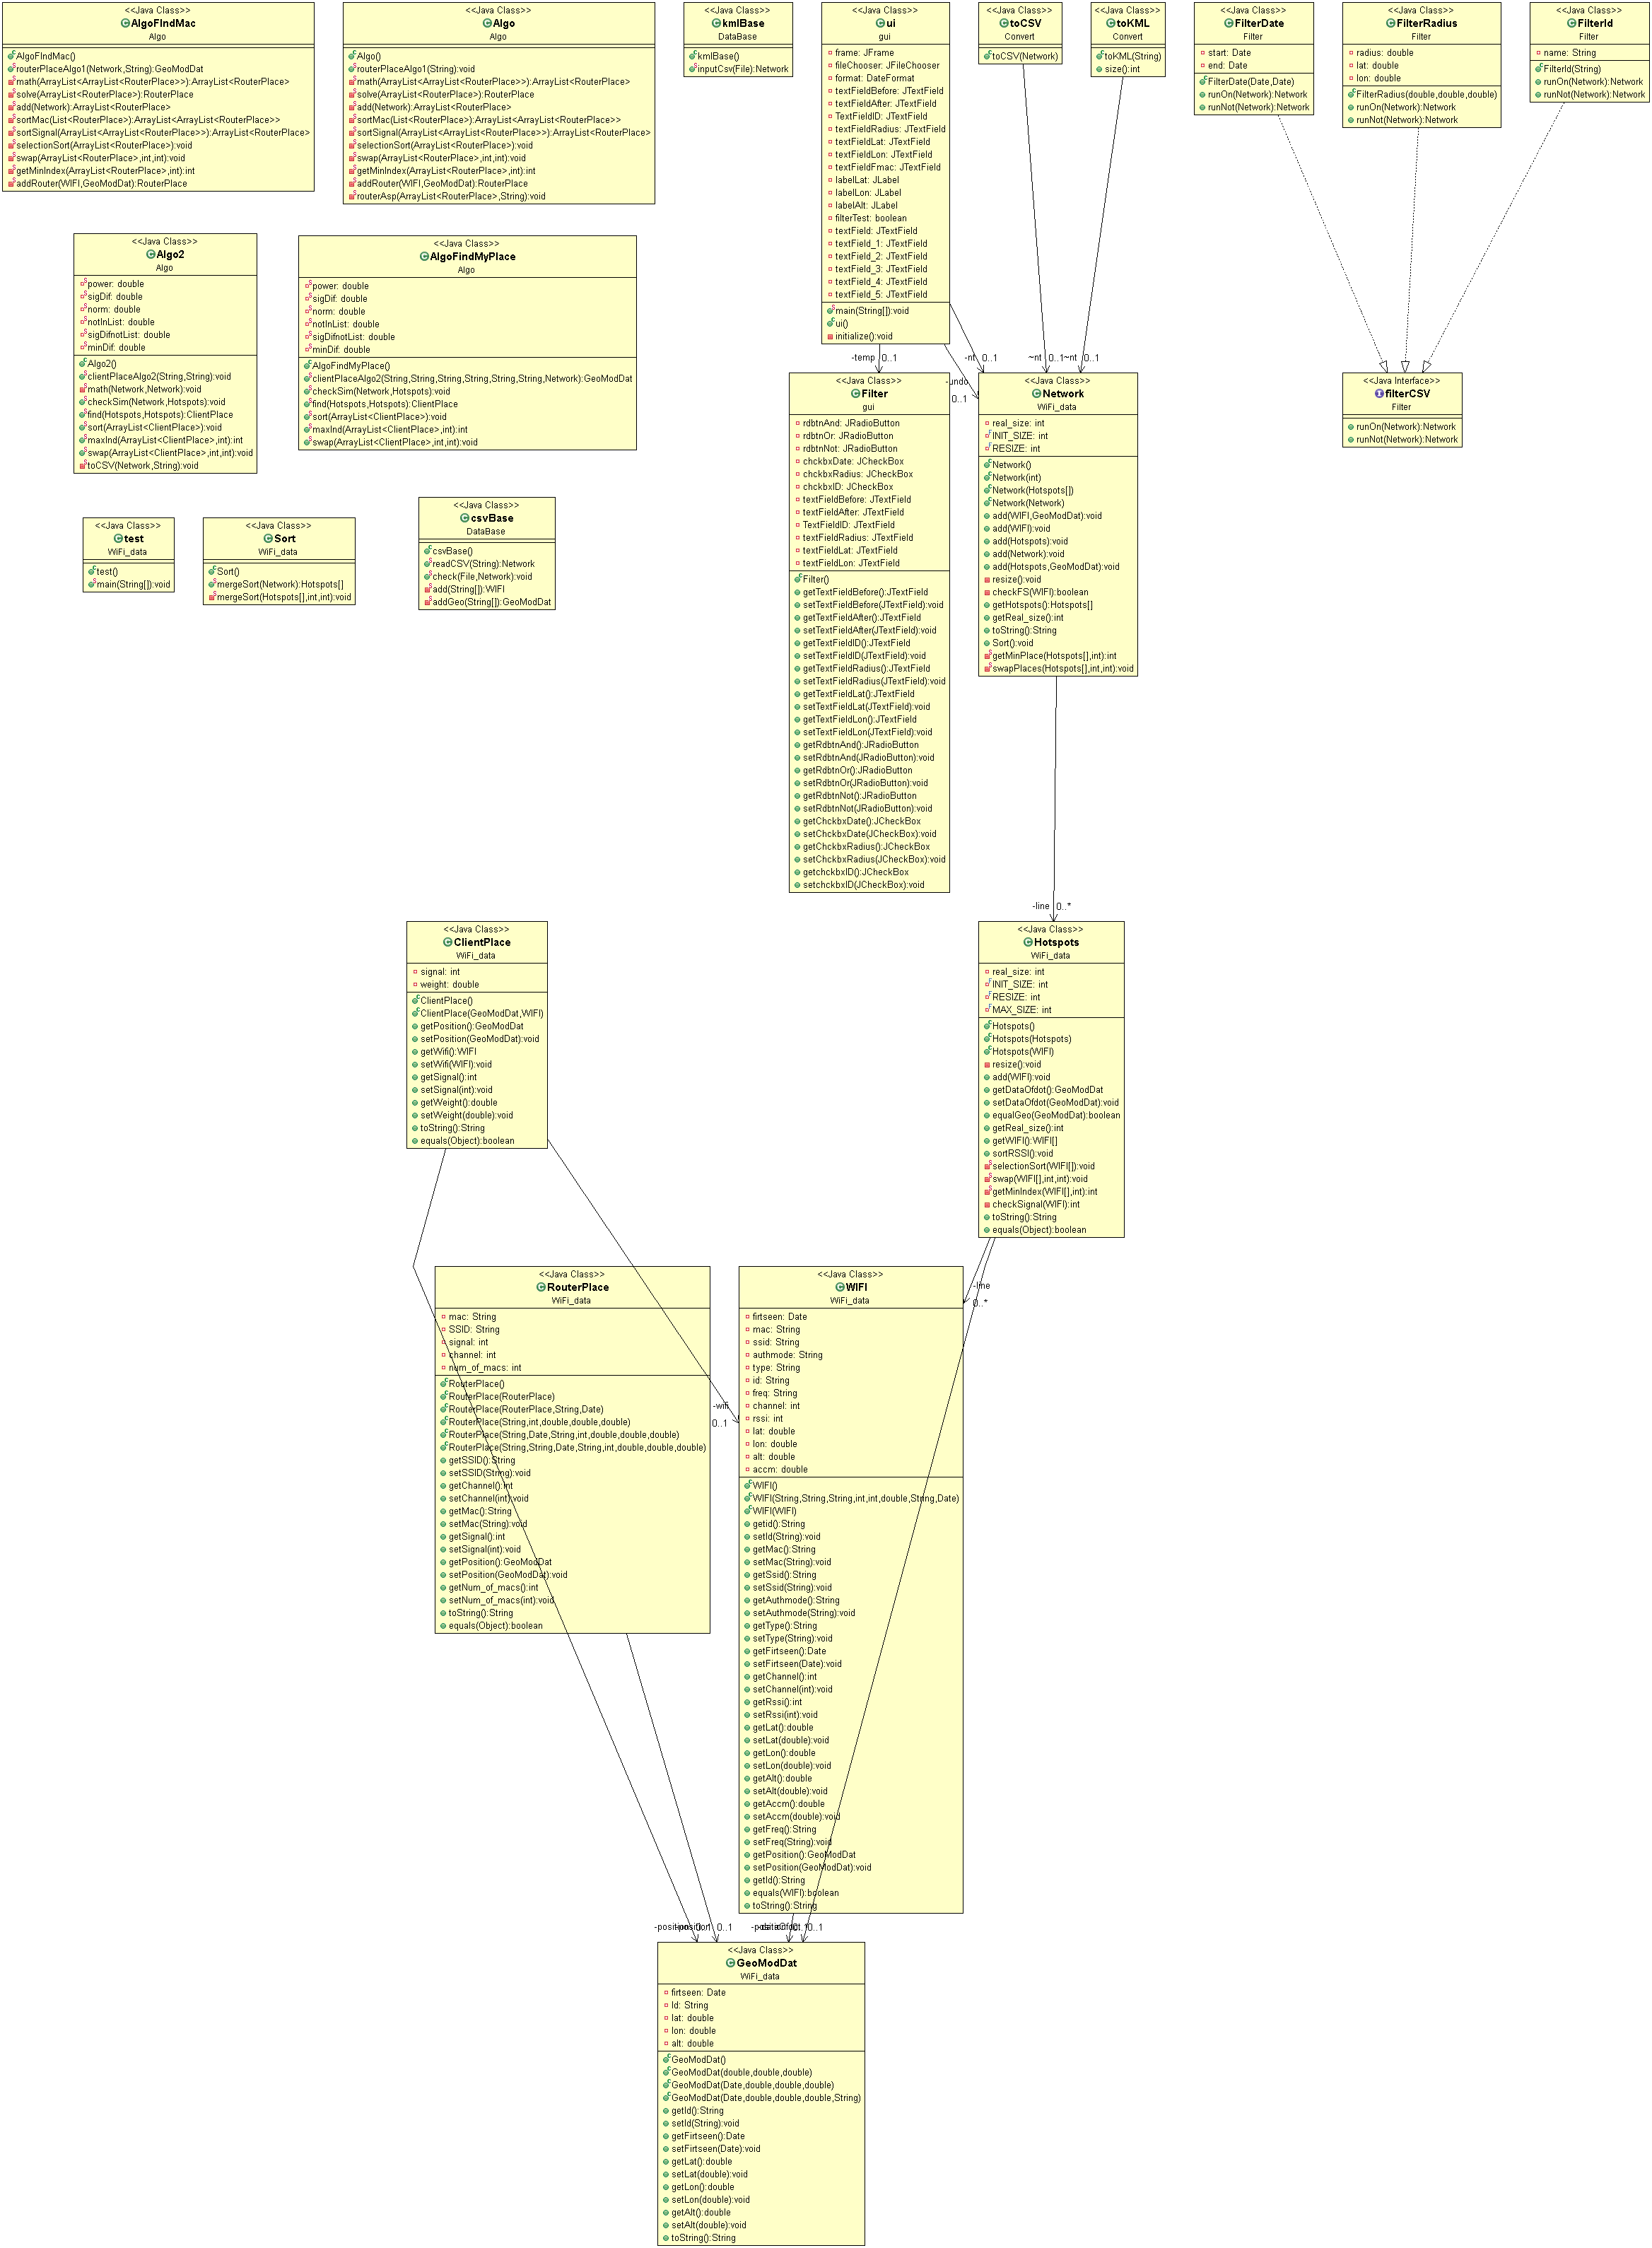 <<Java Class>>
AlgoFIndMac
Algo
AlgoFIndMac()
routerPlaceAlgo1(Network,String):GeoModDat
math(ArrayList<ArrayList<RouterPlace>>):ArrayList<RouterPlace>
solve(ArrayList<RouterPlace>):RouterPlace
add(Network):ArrayList<RouterPlace>
sortMac(List<RouterPlace>):ArrayList<ArrayList<RouterPlace>>
sortSignal(ArrayList<ArrayList<RouterPlace>>):ArrayList<RouterPlace>
selectionSort(ArrayList<RouterPlace>):void
swap(ArrayList<RouterPlace>,int,int):void
getMinIndex(ArrayList<RouterPlace>,int):int
addRouter(WIFI,GeoModDat):RouterPlace
<<Java Class>>
Algo
Algo
Algo()
routerPlaceAlgo1(String):void
math(ArrayList<ArrayList<RouterPlace>>):ArrayList<RouterPlace>
solve(ArrayList<RouterPlace>):RouterPlace
add(Network):ArrayList<RouterPlace>
sortMac(List<RouterPlace>):ArrayList<ArrayList<RouterPlace>>
sortSignal(ArrayList<ArrayList<RouterPlace>>):ArrayList<RouterPlace>
selectionSort(ArrayList<RouterPlace>):void
swap(ArrayList<RouterPlace>,int,int):void
getMinIndex(ArrayList<RouterPlace>,int):int
addRouter(WIFI,GeoModDat):RouterPlace
routerAsp(ArrayList<RouterPlace>,String):void
<<Java Class>>
kmlBase
DataBase
kmlBase()
inputCsv(File):Network
<<Java Class>>
ui
gui
frame: JFrame
fileChooser: JFileChooser
format: DateFormat
textFieldBefore: JTextField
textFieldAfter: JTextField
TextFieldID: JTextField
textFieldRadius: JTextField
textFieldLat: JTextField
textFieldLon: JTextField
textFieldFmac: JTextField
labelLat: JLabel
labelLon: JLabel
labelAlt: JLabel
filterTest: boolean
textField: JTextField
textField_1: JTextField
textField_2: JTextField
textField_3: JTextField
textField_4: JTextField
textField_5: JTextField
main(String[]):void
ui()
initialize():void
<<Java Class>>
toCSV
Convert
toCSV(Network)
<<Java Class>>
toKML
Convert
toKML(String)
size():int
<<Java Class>>
FilterDate
Filter
start: Date
end: Date
FilterDate(Date,Date)
runOn(Network):Network
runNot(Network):Network
<<Java Class>>
FilterRadius
Filter
radius: double
lat: double
lon: double
FilterRadius(double,double,double)
runOn(Network):Network
runNot(Network):Network
<<Java Class>>
FilterId
Filter
name: String
FilterId(String)
runOn(Network):Network
runNot(Network):Network
<<Java Class>>
Algo2
Algo
power: double
sigDif: double
norm: double
notInList: double
sigDifnotList: double
minDif: double
Algo2()
clientPlaceAlgo2(String,String):void
math(Network,Network):void
checkSim(Network,Hotspots):void
find(Hotspots,Hotspots):ClientPlace
sort(ArrayList<ClientPlace>):void
maxInd(ArrayList<ClientPlace>,int):int
swap(ArrayList<ClientPlace>,int,int):void
toCSV(Network,String):void
<<Java Class>>
AlgoFindMyPlace
Algo
power: double
sigDif: double
norm: double
notInList: double
sigDifnotList: double
minDif: double
AlgoFindMyPlace()
clientPlaceAlgo2(String,String,String,String,String,String,Network):GeoModDat
checkSim(Network,Hotspots):void
find(Hotspots,Hotspots):ClientPlace
sort(ArrayList<ClientPlace>):void
maxInd(ArrayList<ClientPlace>,int):int
swap(ArrayList<ClientPlace>,int,int):void
-temp 0..1
-nt 0..1
-undo
0..1
~nt 0..1
~nt 0..1
<<Java Class>>
Filter
gui
rdbtnAnd: JRadioButton
rdbtnOr: JRadioButton
rdbtnNot: JRadioButton
chckbxDate: JCheckBox
chckbxRadius: JCheckBox
chckbxID: JCheckBox
textFieldBefore: JTextField
textFieldAfter: JTextField
TextFieldID: JTextField
textFieldRadius: JTextField
textFieldLat: JTextField
textFieldLon: JTextField
Filter()
getTextFieldBefore():JTextField
setTextFieldBefore(JTextField):void
getTextFieldAfter():JTextField
setTextFieldAfter(JTextField):void
getTextFieldID():JTextField
setTextFieldID(JTextField):void
getTextFieldRadius():JTextField
setTextFieldRadius(JTextField):void
getTextFieldLat():JTextField
setTextFieldLat(JTextField):void
getTextFieldLon():JTextField
setTextFieldLon(JTextField):void
getRdbtnAnd():JRadioButton
setRdbtnAnd(JRadioButton):void
getRdbtnOr():JRadioButton
setRdbtnOr(JRadioButton):void
getRdbtnNot():JRadioButton
setRdbtnNot(JRadioButton):void
getChckbxDate():JCheckBox
setChckbxDate(JCheckBox):void
getChckbxRadius():JCheckBox
setChckbxRadius(JCheckBox):void
getchckbxID():JCheckBox
setchckbxID(JCheckBox):void
<<Java Class>>
Network
WiFi_data
real_size: int
INIT_SIZE: int
RESIZE: int
Network()
Network(int)
Network(Hotspots[])
Network(Network)
add(WIFI,GeoModDat):void
add(WIFI):void
add(Hotspots):void
add(Network):void
add(Hotspots,GeoModDat):void
resize():void
checkFS(WIFI):boolean
getHotspots():Hotspots[]
getReal_size():int
toString():String
Sort():void
getMinPlace(Hotspots[],int):int
swapPlaces(Hotspots[],int,int):void
<<Java Interface>>
filterCSV
Filter
runOn(Network):Network
runNot(Network):Network
<<Java Class>>
test
WiFi_data
test()
main(String[]):void
<<Java Class>>
Sort
WiFi_data
Sort()
mergeSort(Network):Hotspots[]
mergeSort(Hotspots[],int,int):void
<<Java Class>>
csvBase
DataBase
csvBase()
readCSV(String):Network
check(File,Network):void
add(String[]):WIFI
addGeo(String[]):GeoModDat
-line 0..*
<<Java Class>>
ClientPlace
WiFi_data
signal: int
weight: double
ClientPlace()
ClientPlace(GeoModDat,WIFI)
getPosition():GeoModDat
setPosition(GeoModDat):void
getWifi():WIFI
setWifi(WIFI):void
getSignal():int
setSignal(int):void
getWeight():double
setWeight(double):void
toString():String
equals(Object):boolean
<<Java Class>>
Hotspots
WiFi_data
real_size: int
INIT_SIZE: int
RESIZE: int
MAX_SIZE: int
Hotspots()
Hotspots(Hotspots)
Hotspots(WIFI)
resize():void
add(WIFI):void
getDataOfdot():GeoModDat
setDataOfdot(GeoModDat):void
equalGeo(GeoModDat):boolean
getReal_size():int
getWIFI():WIFI[]
sortRSSI():void
selectionSort(WIFI[]):void
swap(WIFI[],int,int):void
getMinIndex(WIFI[],int):int
checkSignal(WIFI):int
toString():String
equals(Object):boolean
<<Java Class>>
RouterPlace
WiFi_data
mac: String
SSID: String
signal: int
channel: int
num_of_macs: int
RouterPlace()
RouterPlace(RouterPlace)
RouterPlace(RouterPlace,String,Date)
RouterPlace(String,int,double,double,double)
RouterPlace(String,Date,String,int,double,double,double)
RouterPlace(String,String,Date,String,int,double,double,double)
getSSID():String
setSSID(String):void
getChannel():int
setChannel(int):void
getMac():String
setMac(String):void
getSignal():int
setSignal(int):void
getPosition():GeoModDat
setPosition(GeoModDat):void
getNum_of_macs():int
setNum_of_macs(int):void
toString():String
equals(Object):boolean
-wifi
0..1
<<Java Class>>
WIFI
WiFi_data
firtseen: Date
mac: String
ssid: String
authmode: String
type: String
id: String
freq: String
channel: int
rssi: int
lat: double
lon: double
alt: double
accm: double
WIFI()
WIFI(String,String,String,int,int,double,String,Date)
WIFI(WIFI)
getid():String
setId(String):void
getMac():String
setMac(String):void
getSsid():String
setSsid(String):void
getAuthmode():String
setAuthmode(String):void
getType():String
setType(String):void
getFirtseen():Date
setFirtseen(Date):void
getChannel():int
setChannel(int):void
getRssi():int
setRssi(int):void
getLat():double
setLat(double):void
getLon():double
setLon(double):void
getAlt():double
setAlt(double):void
getAccm():double
setAccm(double):void
getFreq():String
setFreq(String):void
getPosition():GeoModDat
setPosition(GeoModDat):void
getId():String
equals(WIFI):boolean
toString():String
-line
0..*
-position
0..1
0..1
<<Java Class>>
GeoModDat
WiFi_data
firtseen: Date
Id: String
lat: double
lon: double
alt: double
GeoModDat()
GeoModDat(double,double,double)
GeoModDat(Date,double,double,double)
GeoModDat(Date,double,double,double,String)
getId():String
setId(String):void
getFirtseen():Date
setFirtseen(Date):void
getLat():double
setLat(double):void
getLon():double
setLon(double):void
getAlt():double
setAlt(double):void
toString():String